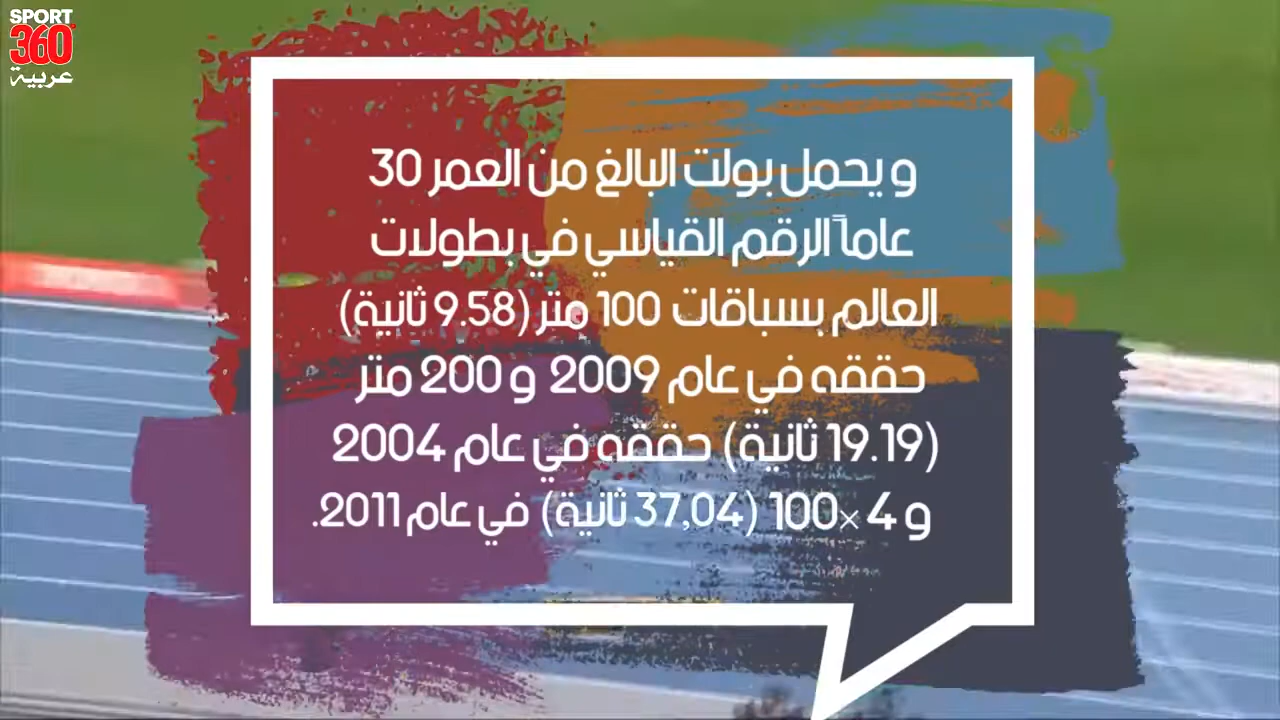 SPORT
360°
عربية
و يحمل بولت البالغ من العمر 30
عاماً الرقم القياسي في بطولات
العالم بسباقات 100 متر (9.58 ثانية)
حققه في عام 2009 و 200 متر
(19.19 ثانية) حققه في عام 2004
و 4×100 (37,04 ثانية) في عام 2011.